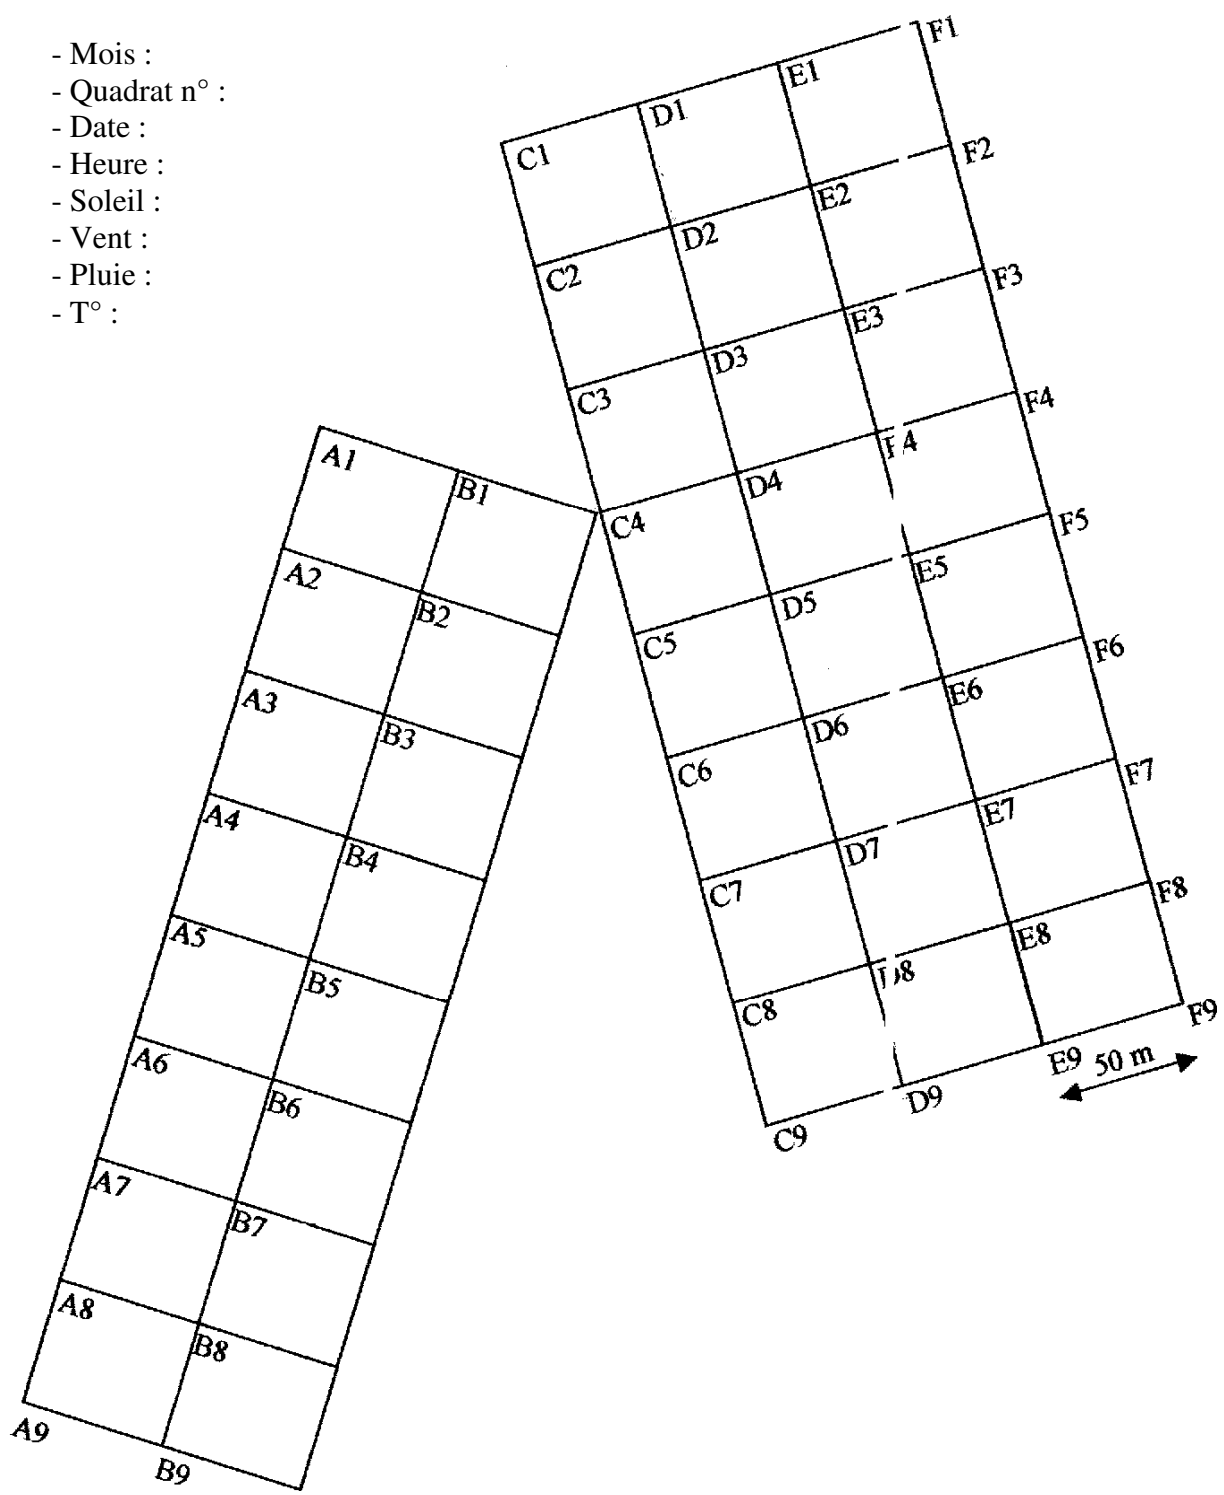 - Mois :
- Quadrat n° :
- Date :
- Heure :
- Soleil :
- Vent :
- Pluie :
- T° :
F1
E1
D1
C1
F2
E2
D2
C2
F3
E3
D3
C3
F4
F4
D4
C4
A1
B1
F5
E5
D5
C5
A2
B2
F6
E6
D6
C6
A3
B3
F7
E7
D7
C7
A4
B4
F8
E8
D8
C8
A5
B5
F9
E9
50 m
D9
C9
A6
B6
A7
B7
A8
B8
A9
B9